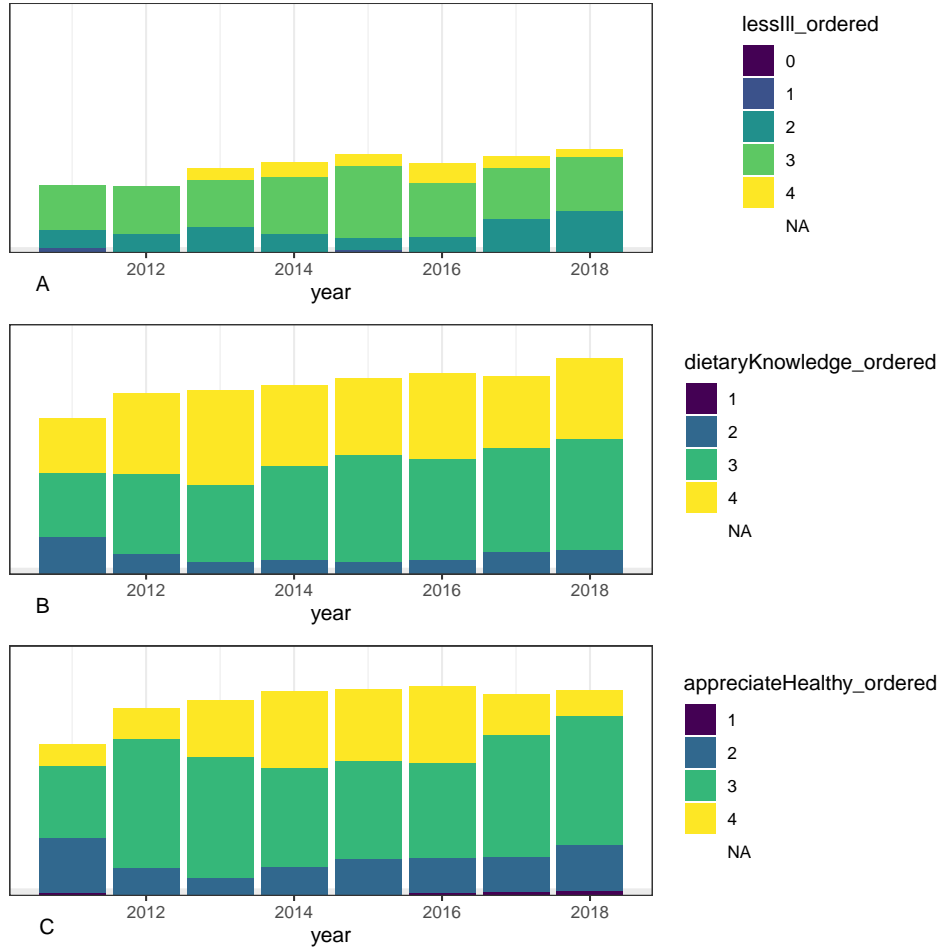 lessIll_ordered
0
1
2
3
4
NA
2012 2014 2016 2018
year
A
dietaryKnowledge_ordered
1
2
3
4
NA
2012 2014 2016 2018
year
B
appreciateHealthy_ordered
1
2
3
4
NA
2012 2014 2016 2018
year
C